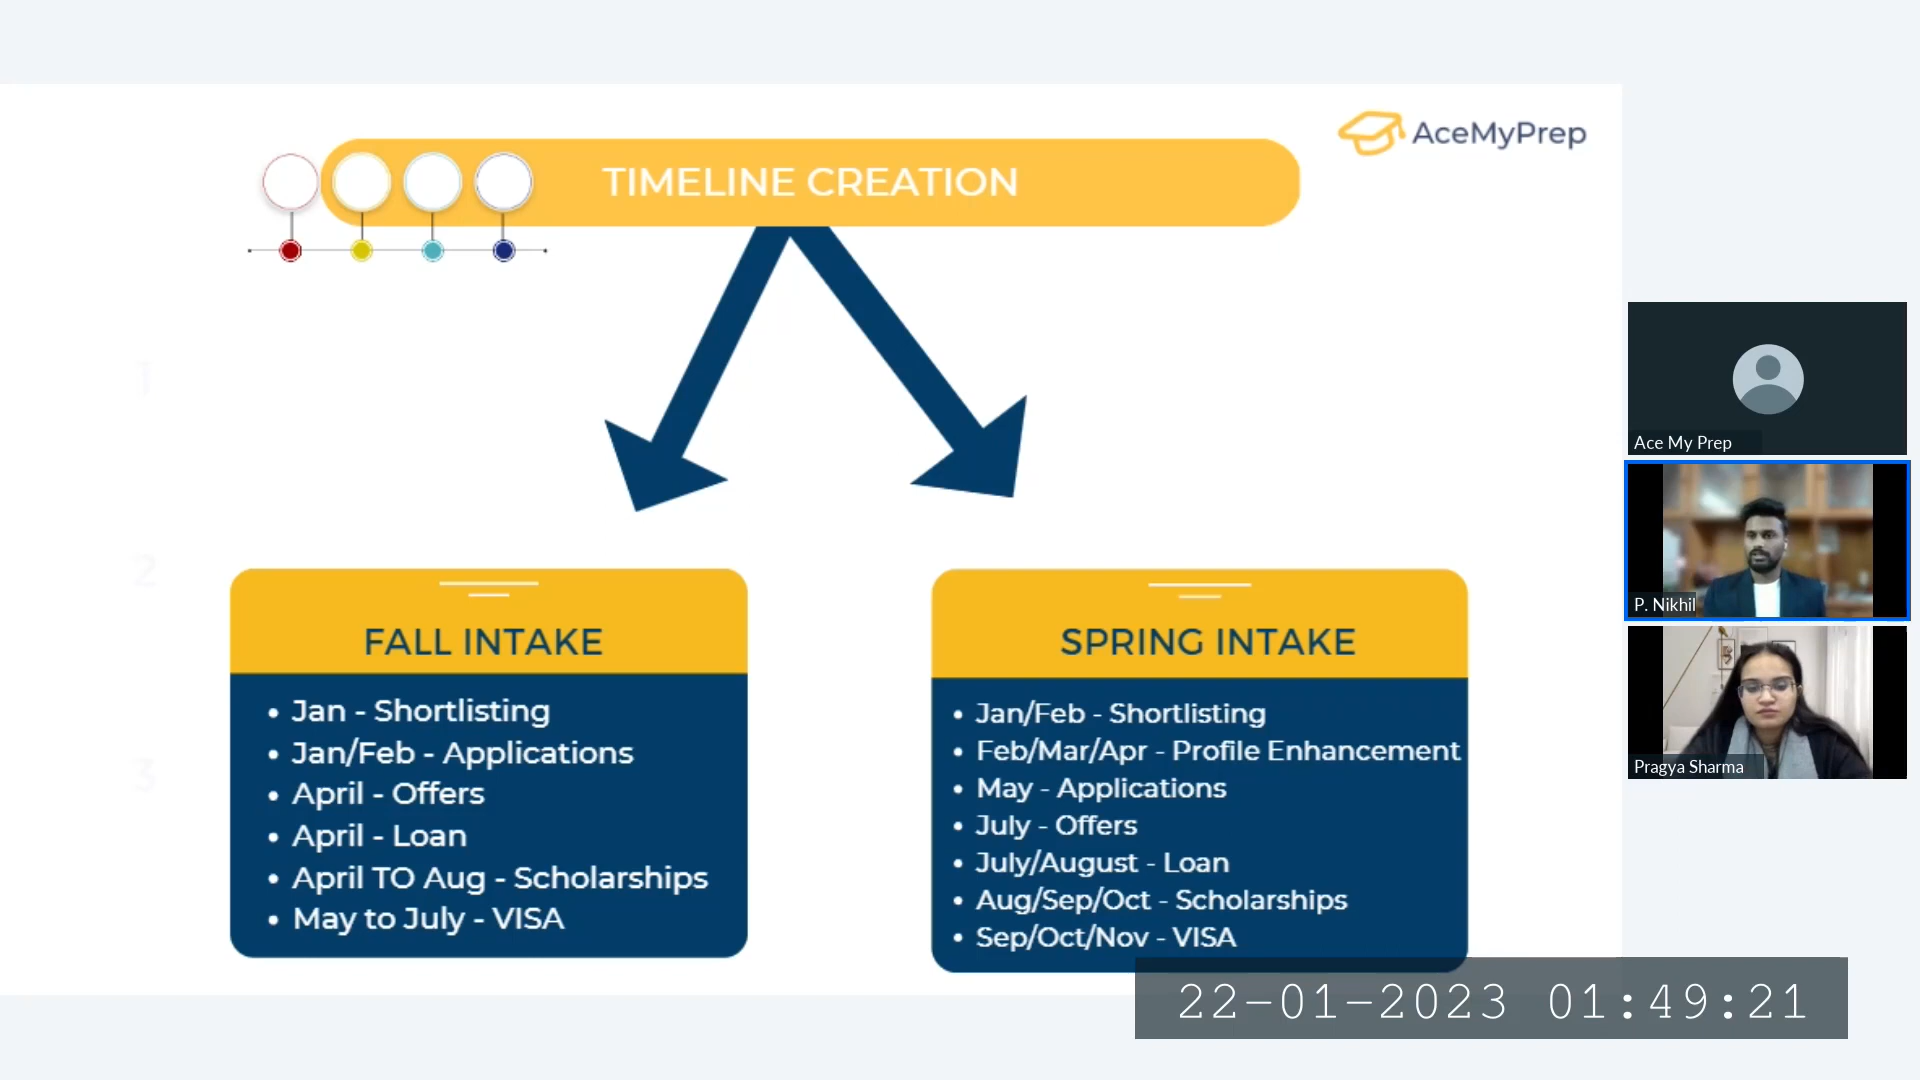 AceMyPrep
TIMELINE CREATION
1
2
3
FALL INTAKE
• Jan - Shortlisting
• Jan/Feb - Applications
• April - Offers
• April - Loan
• April TO Aug - Scholarships
• May to July - VISA
SPRING INTAKE
• Jan/Feb - Shortlisting
• Feb/Mar/Apr - Profile Enhancement
• May - Applications
• July - Offers
• July/August - Loan
• Aug/Sep/Oct - Scholarships
• Sep/Oct/Nov - VISA
Ace My Prep
P. Nikhil
Pragya Sharma
22-01-2023 01:49:21